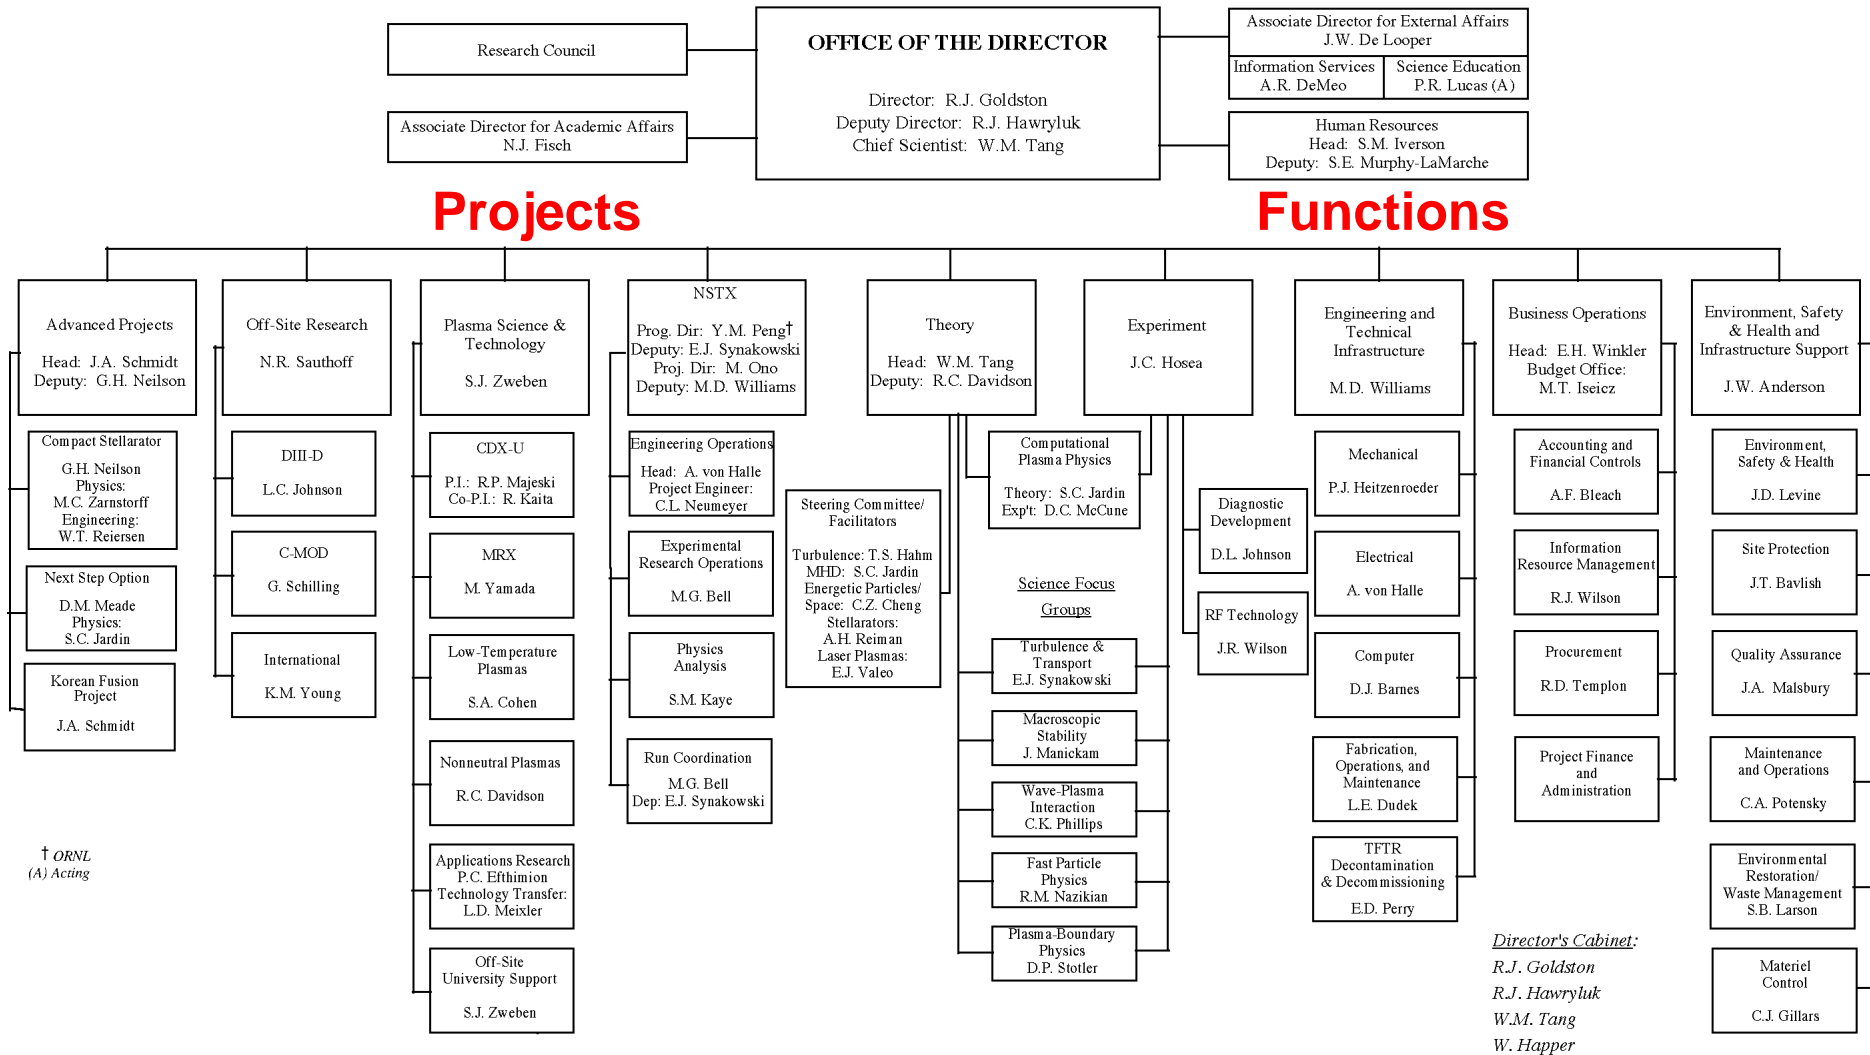 Research Council
Associate Director for Academic Affairs
N.J. Fisch
OFFICE OF THE DIRECTOR
Director: R.J. Goldston
Deputy Director: R.J. Hawryluk
Chief Scientist: W.M. Tang
Associate Director for External Affairs
J.W. De Looper
Information Services
A.R. DeMeo
Science Education
P.R. Lucas (A)
Human Resources
Head: S.M. Iverson
Deputy: S.E. Murphy-LaMarche
Projects
Functions
Advanced Projects
Head: J.A. Schmidt
Deputy: G.H. Neilson
Compact Stellarator
G.H. Neilson
Physics:
M.C. Zarnstorff
Engineering:
W.T. Reiersen
Next Step Option
D.M. Meade
Physics:
S.C. Jardin
Korean Fusion
Project
J.A. Schmidt
† ORNL
(A) Acting
Off-Site Research
N.R. Sauthoff
DIII-D
L.C. Johnson
C-MOD
G. Schilling
International
K.M. Young
Plasma Science &
Technology
S.J. Zweben
CDX-U
P.I.: R.P. Majeski
Co-P.I.: R. Kaita
MRX
M. Yamada
Low-Temperature
Plasmas
S.A. Cohen
Nonneutral Plasmas
R.C. Davidson
Applications Research
P.C. Efthimion
Technology Transfer:
L.D. Meixler
Off-Site
University Support
S.J. Zweben
NSTX
Prog. Dir: Y.M. Peng†
Deputy: E.J. Synakowski
Proj. Dir: M. Ono
Deputy: M.D. Williams
Engineering Operations
Head: A. von Halle
Project Engineer:
C.L. Neumeyer
Experimental
Research Operations
M.G. Bell
Physics
Analysis
S.M. Kaye
Run Coordination
M.G. Bell
Dep: E.J. Synakowski
Theory
Head: W.M. Tang
Deputy: R.C. Davidson
Steering Committee/
Facilitators
Turbulence: T.S. Hahm
MHD: S.C. Jardin
Energetic Particles/
Space: C.Z. Cheng
Stellarators:
A.H. Reiman
Laser Plasmas:
E.J. Valeo
Computational
Plasma Physics
Theory: S.C. Jardin
Exp't: D.C. McCune
Science Focus
Groups
Turbulence &
Transport
E.J. Synakowski
Macroscopic
Stability
J. Manickam
Wave-Plasma
Interaction
C.K. Phillips
Fast Particle
Physics
R.M. Nazikian
Plasma-Boundary
Physics
D.P. Stotler
Experiment
J.C. Hosea
Diagnostic
Development
D.L. Johnson
RF Technology
J.R. Wilson
Engineering and
Technical
Infrastructure
M.D. Williams
Mechanical
P.J. Heitzenroeder
Electrical
A. von Halle
Computer
D.J. Barnes
Fabrication,
Operations, and
Maintenance
L.E. Dudek
TFTR
Decontamination
& Decommissioning
E.D. Perry
Business Operations
Head: E.H. Winkler
Budget Office:
M.T. Iseicz
Accounting and
Financial Controls
A.F. Bleach
Information
Resource Management
R.J. Wilson
Procurement
R.D. Templon
Project Finance
and
Administration
Environment, Safety
& Health and
Infrastructure Support
J.W. Anderson
Environment,
Safety & Health
J.D. Levine
Site Protection
J.T. Bavlish
Quality Assurance
J.A. Malsbury
Maintenance
and Operations
C.A. Potensky
Environmental
Restoration/
Waste Management
S.B. Larson
Materiel
Control
C.J. Gillars
Director's Cabinet:
R.J. Goldston
R.J. Hawryluk
W.M. Tang
W. Happer